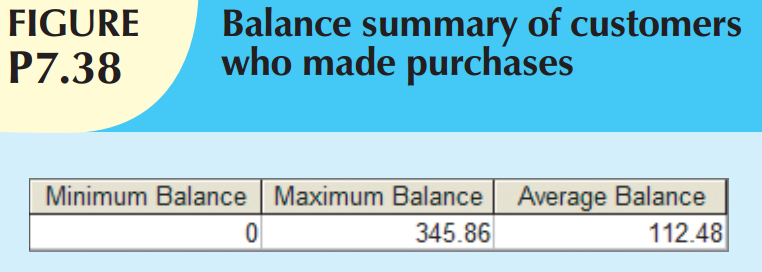 FIGURE
P7.38
Balance summary of customers
who made purchases
Minimum Balance Maximum Balance Average Balance
0 345.86 112.48